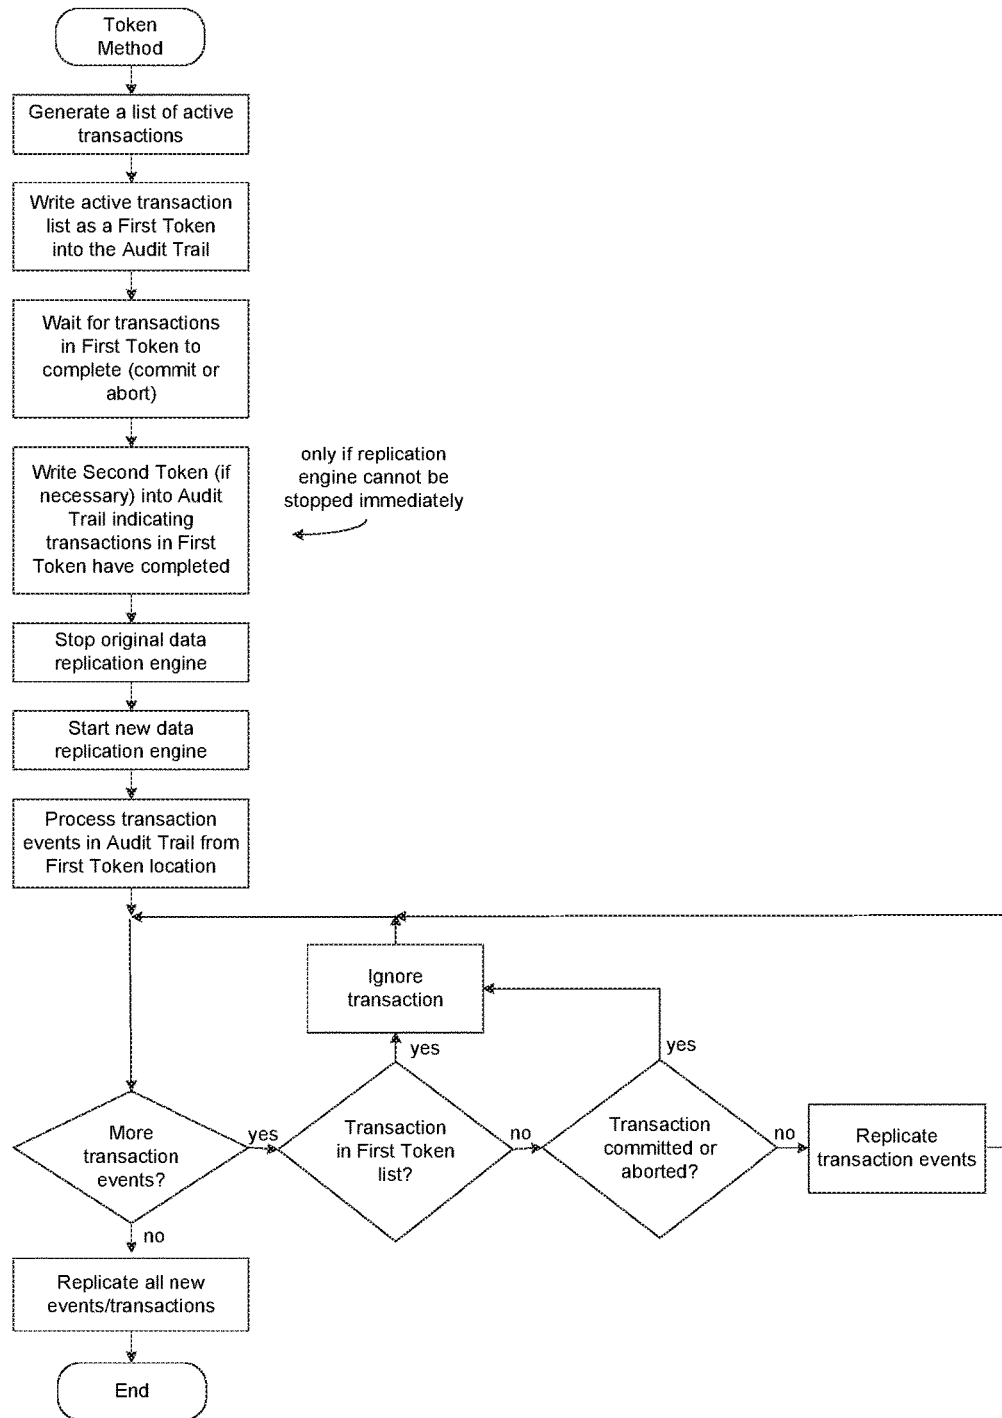 Token
Method
Generate a list of active
transactions
Write active transaction
list as a First Token
into the Audit Trail
Wait for transactions
in First Token to
complete (commit or
abort)
Write Second Token (if
necessary) into Audit
Trail indicating
transactions in First
Token have completed
only if replication
engine cannot be
stopped immediately
Stop original data
replication engine
Start new data
replication engine
Process transaction
events in Audit Trail from
First Token location
Ignore
transaction
yes
yes
More
transaction
events?
yes
Transaction
in First Token
list?
no
Transaction
committed or
aborted?
no
Replicate
transaction events
no
Replicate all new
events/transactions
End